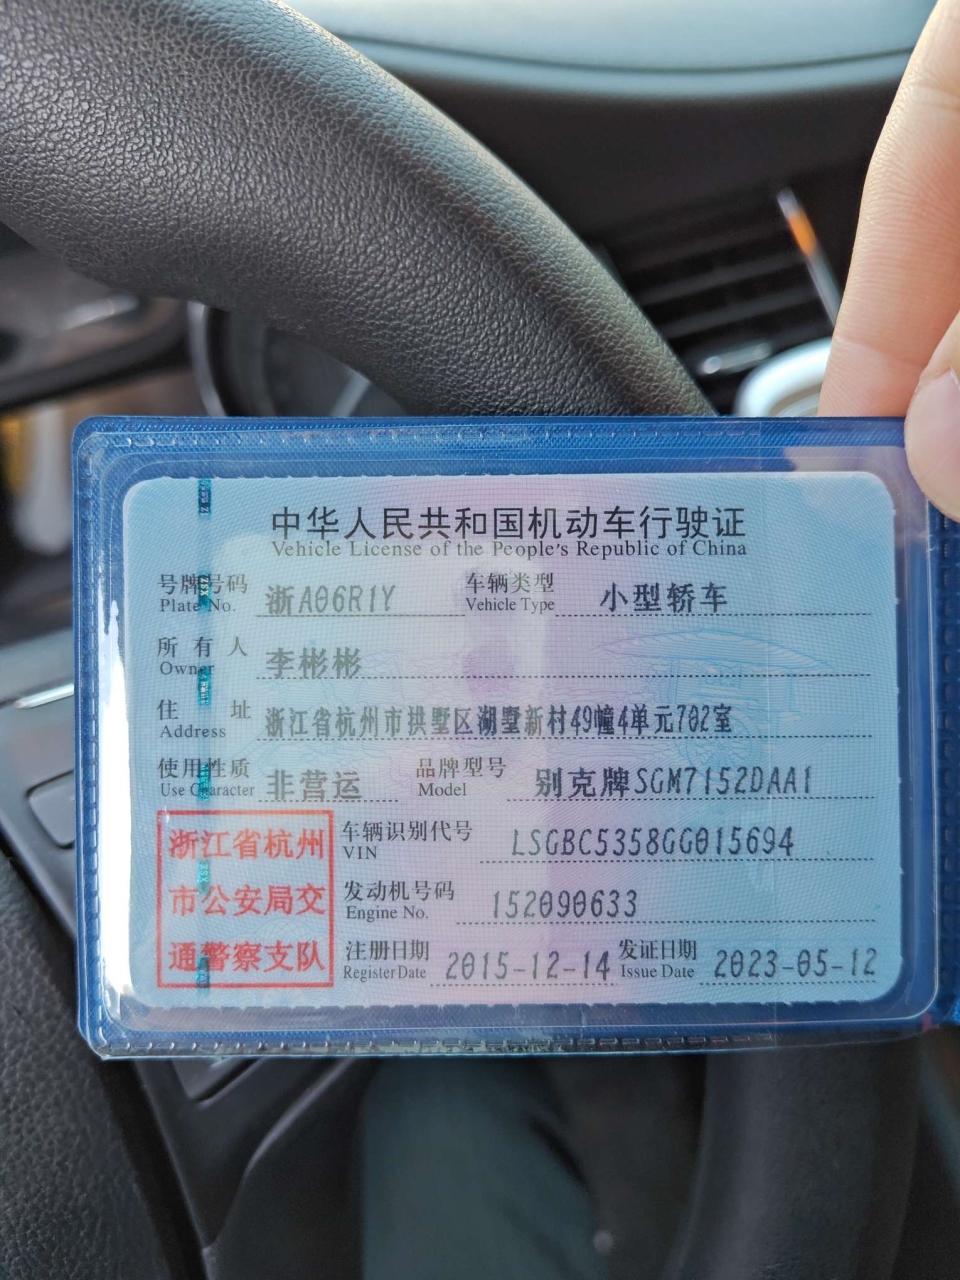 中华人民共和国机动车行驶证
Vehicle License of the People's Republic of China
号牌号码 浙A06R1Y 车辆类型 小型轿车
Plate No. Vehicle Type
所有人 李彬彬
Owner
住址 浙江省杭州市拱墅区湖墅新村49幢4单元702室
Address
使用性质 非营运 品牌型号 别克牌SGM7152DAA1
Use Character Model
浙江省杭州
市公安局交
通警察支队
车辆识别代号 LSGBC5358GG015694
VIN
发动机号码 152090633
Engine No.
注册日期 2015-12-14 发证日期 2023-05-12
Register Date Issue Date